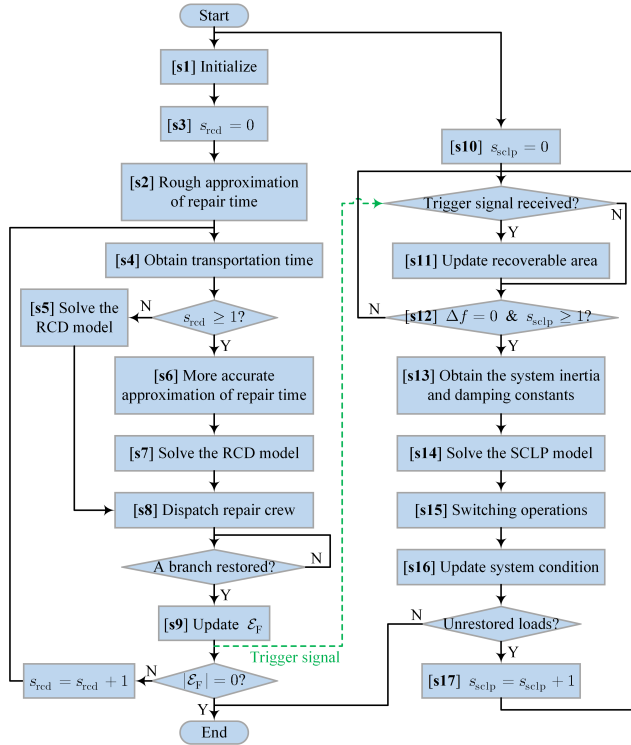 Start
[s1] Initialize
[s3] s_rcd = 0
[s2] Rough approximation
of repair time
[s4] Obtain transportation time
[s5] Solve the
RCD model
N
s_rcd ≥ 1?
Y
[s6] More accurate
approximation of repair time
[s7] Solve the RCD model
[s8] Dispatch repair crew
A branch restored?
N
Y
[s9] Update ℰ_F
Trigger signal
s_rcd = s_rcd + 1
N
|ℰ_F| = 0?
Y
End
[s10] s_sclp = 0
Trigger signal received?
N
Y
[s11] Update recoverable area
N
[s12] Δf = 0 & s_sclp ≥ 1?
Y
[s13] Obtain the system inertia
and damping constants
[s14] Solve the SCLP model
[s15] Switching operations
[s16] Update system condition
N
Unrestored loads?
Y
[s17] s_sclp = s_sclp + 1